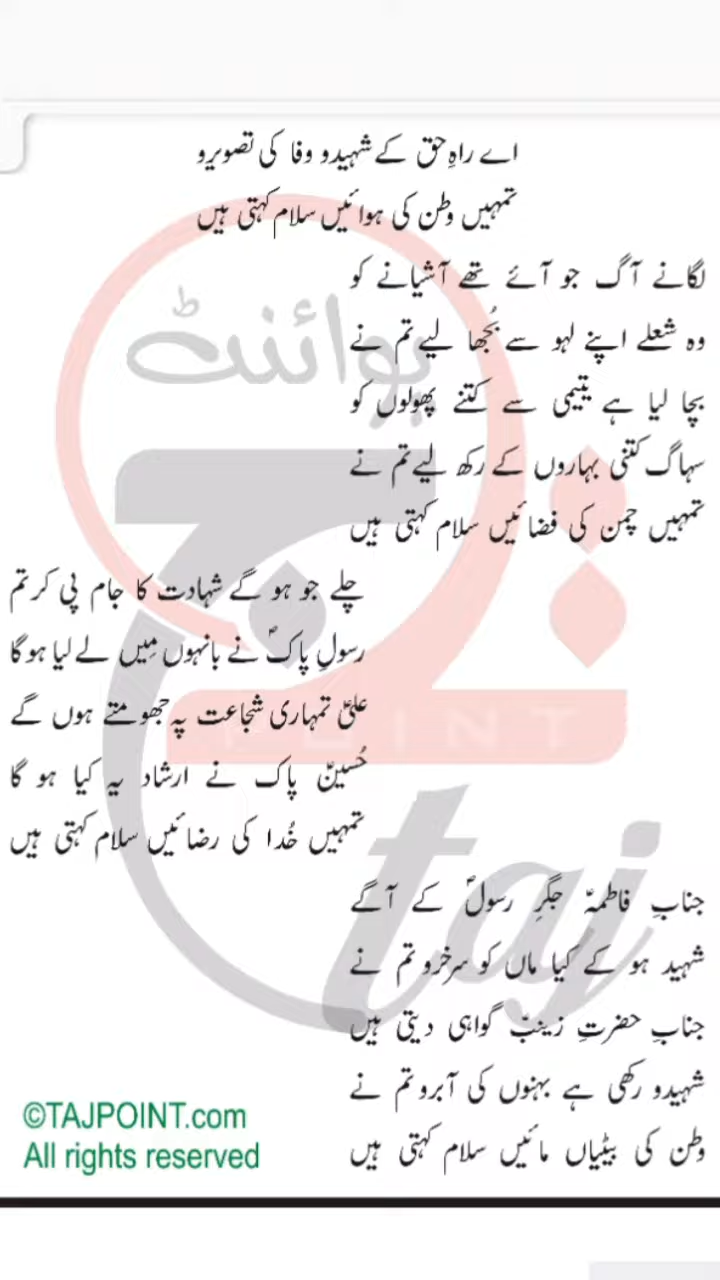 اے راہِ حق کے شہیدو وفا کی تصویرو
تمہیں وطن کی ہوائیں سلام کہتی ہیں
لگانے آگ جو آئے تھے آشیانے کو
وہ شعلے اپنے لہو سے بُجھا لیے تم نے
بچا لیا ہے یتیمی سے کتنے پھولوں کو
سہاگ کتنی بہاروں کے رکھ لیے تم نے
تمہیں چمن کی فضائیں سلام کہتی ہیں
چلے جو ہو گے شہادت کا جام پی کر تم
رسولِ پاکؐ نے بانہوں مِیں لے لیا ہو گا
علیؑ تمہاری شجاعت پہ جھومتے ہوں گے
حُسینؑ پاک نے ارشاد یہ کیا ہو گا
تمہیں خُدا کی رضائیں سلام کہتی ہیں
جنابِ فاطمہؑ جگرِ رسولؐ کے آگے
شہید ہو کے کیا ماں کو سرخرو تم نے
جنابِ حضرتِ زینبؑ گواہی دیتی ہیں
شہیدو رکھی ہے بہنوں کی آبرو تم نے
وطن کی بیٹیاں مائیں سلام کہتی ہیں
©TAJPOINT.com
All rights reserved
تاج پوائنٹ
POINT
taj